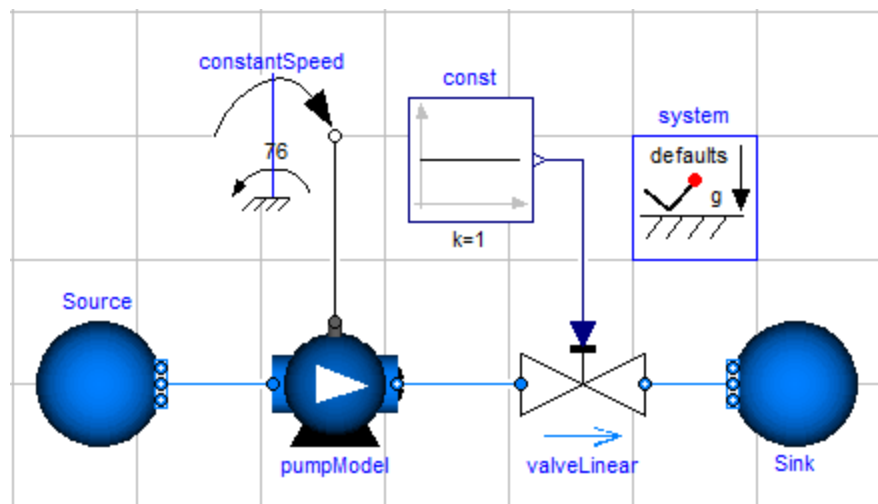 constantSpeed
76
const
k=1
system
defaults
g
Source
pumpModel
valveLinear
Sink